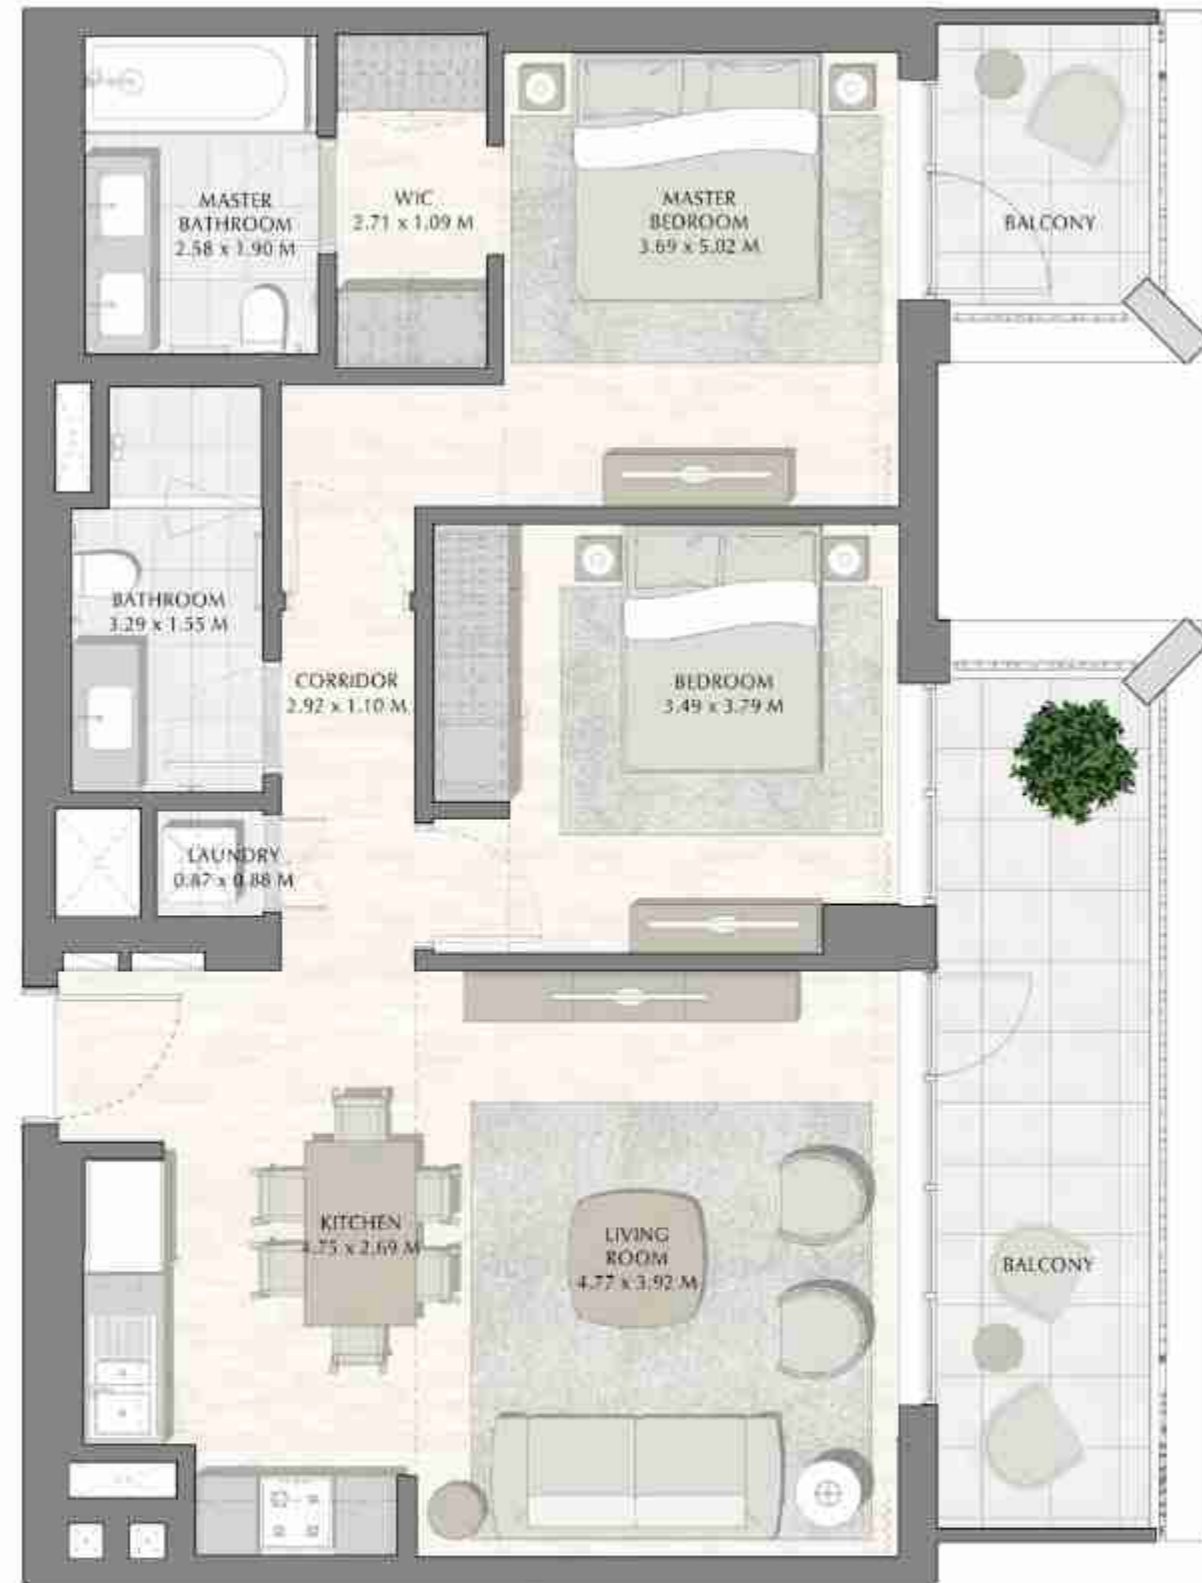 MASTER
BATHROOM
2.58 x 1.90 M
WIC
2.71 x 1.09 M
MASTER
BEDROOM
3.69 x 5.02 M
BALCONY
BATHROOM
3.29 x 1.55 M
CORRIDOR
2.92 x 1.10 M
BEDROOM
3.49 x 3.79 M
LAUNDRY
0.87 x 0.88 M
KITCHEN
4.75 x 2.69 M
LIVING
ROOM
4.77 x 3.92 M
BALCONY